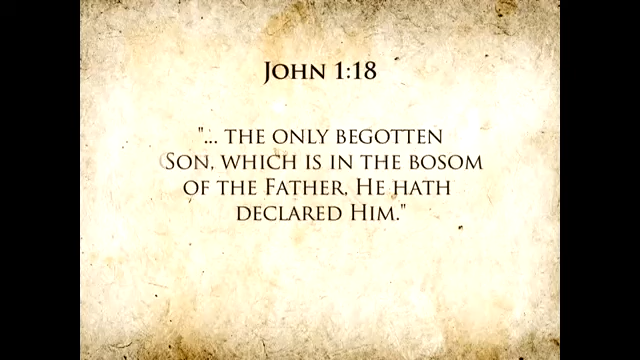 John 1:18
"... the only begotten
Son, which is in the bosom
of the Father, He hath
declared Him."